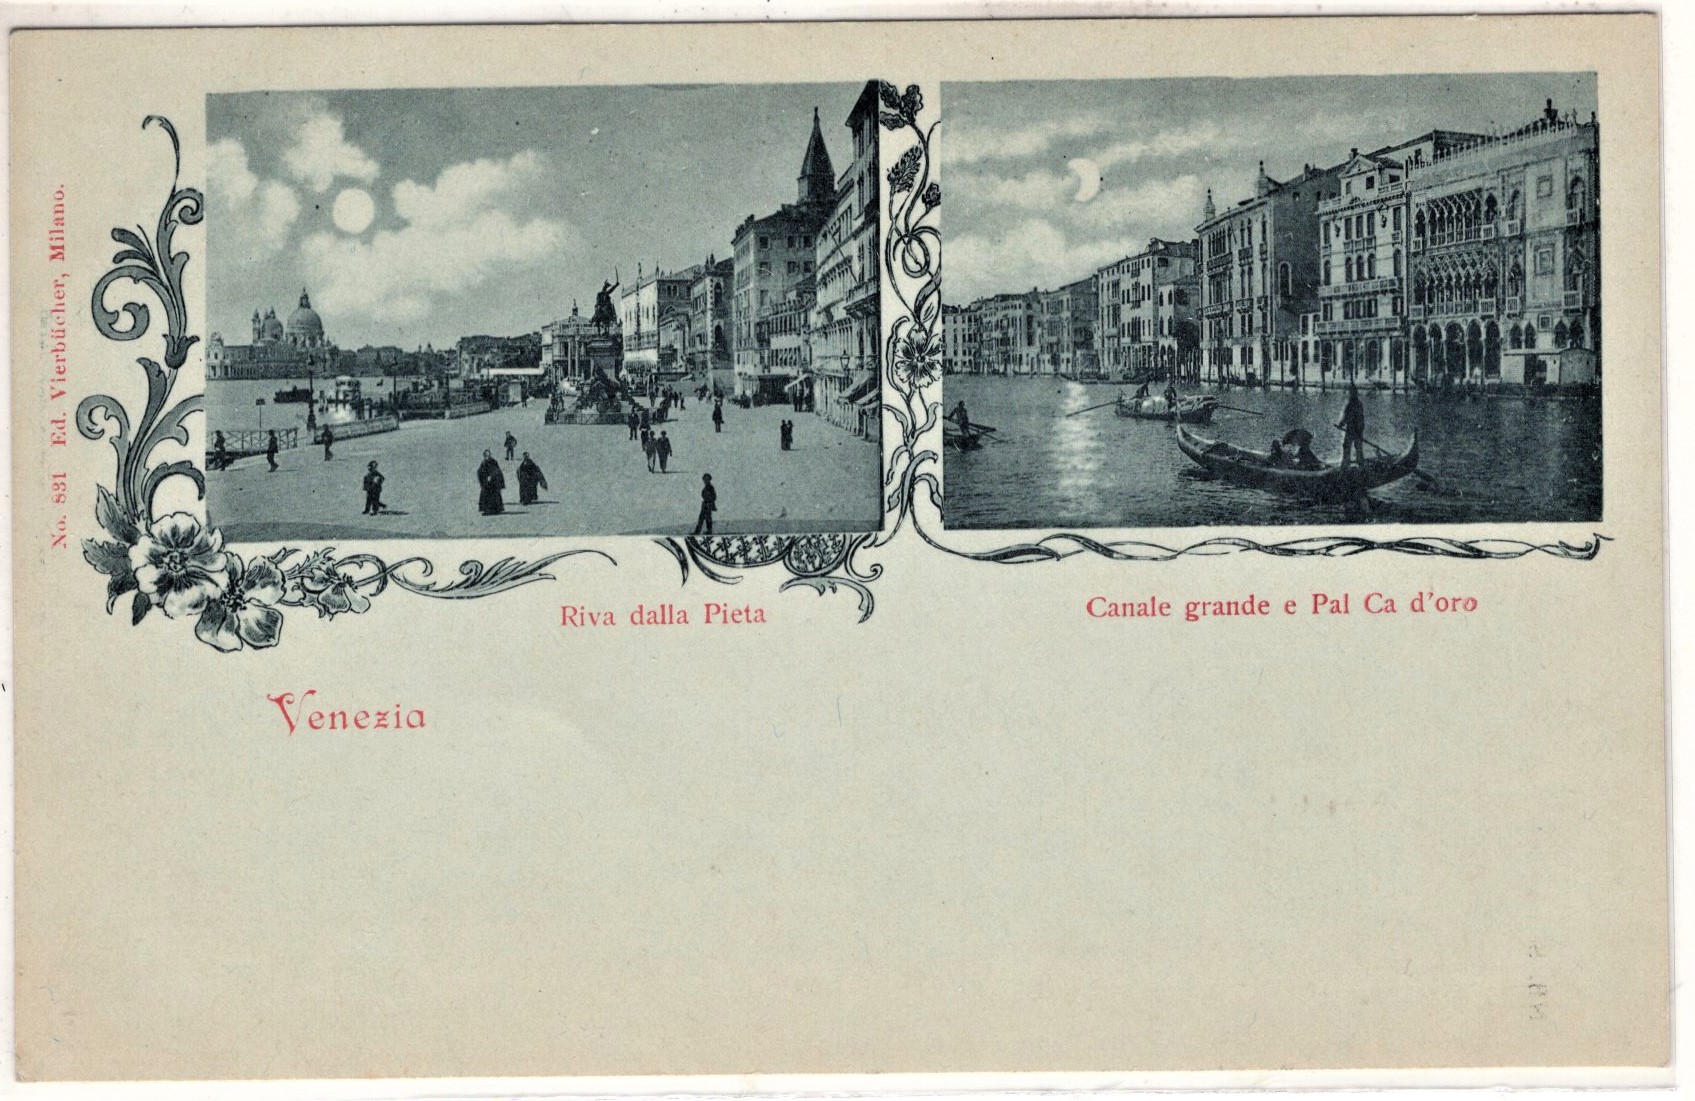 No. 831 Ed. Vierbücher, Milano.
Riva dalla Pieta
Canale grande e Pal Ca d'oro
Venezia